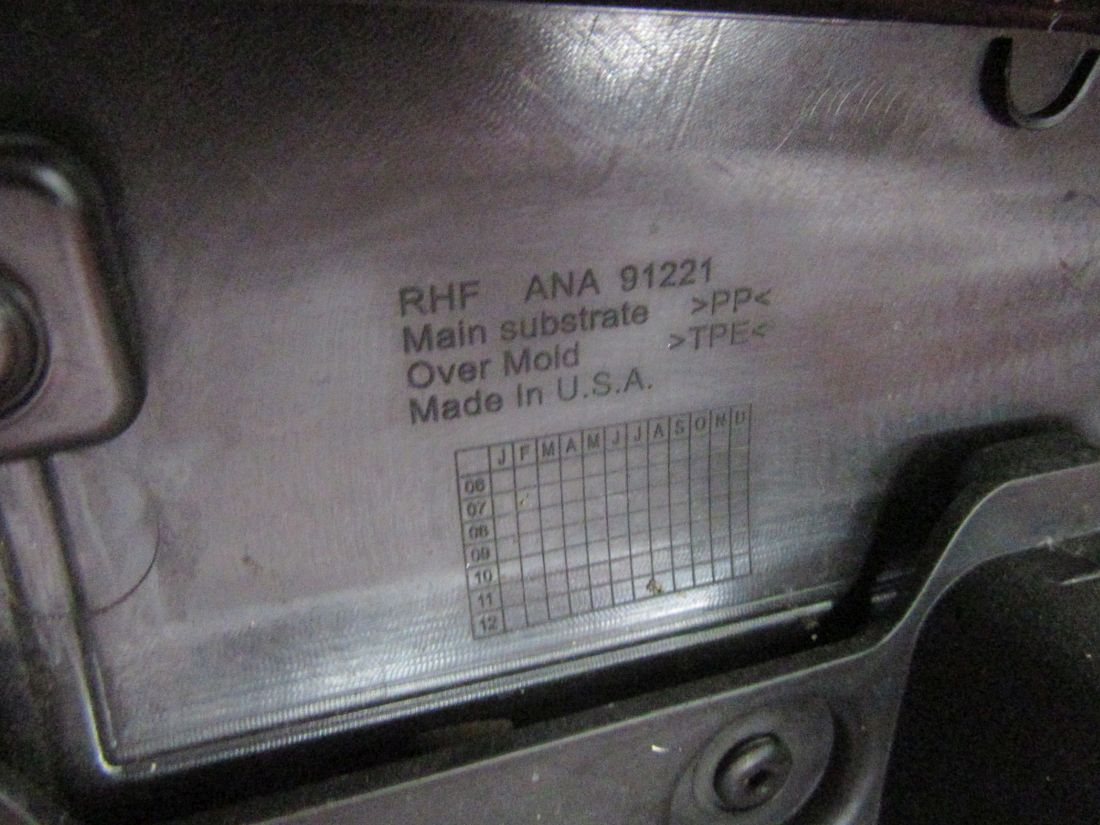 RHF ANA 91221
Main substrate >PP<
Over Mold >TPE<
Made In U.S.A.
J F M A M J J A S O N D
06
07
08
09
10
11
12